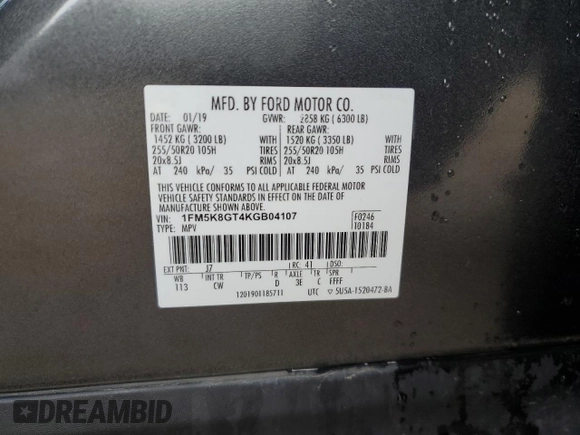 MFD. BY FORD MOTOR CO.
DATE: 01/19 GVWR: 2858 KG ( 6300 LB)
FRONT GAWR: REAR GAWR:
1452 KG ( 3200 LB) WITH 1520 KG ( 3350 LB) WITH
255/50R20 105H TIRES 255/50R20 105H TIRES
20x8.5J RIMS 20x8.5J RIMS
AT 240 kPa/ 35 PSI COLD AT 240 kPa/ 35 PSI COLD
THIS VEHICLE CONFORMS TO ALL APPLICABLE FEDERAL MOTOR
VEHICLE SAFETY STANDARDS IN EFFECT ON THE DATE OF
MANUFACTURE SHOWN ABOVE.
VIN: 1FM5K8GT4KGB04107 F0246
TYPE: MPV I0184
EXT PNT: J7 RC: 41 DSO:
WB INT TR TP/PS R AXLE TR SPR
113 CW D 3E C FFFF
1201901185711 UTC ▽ 5USA-1520472-BA
DREAMBID